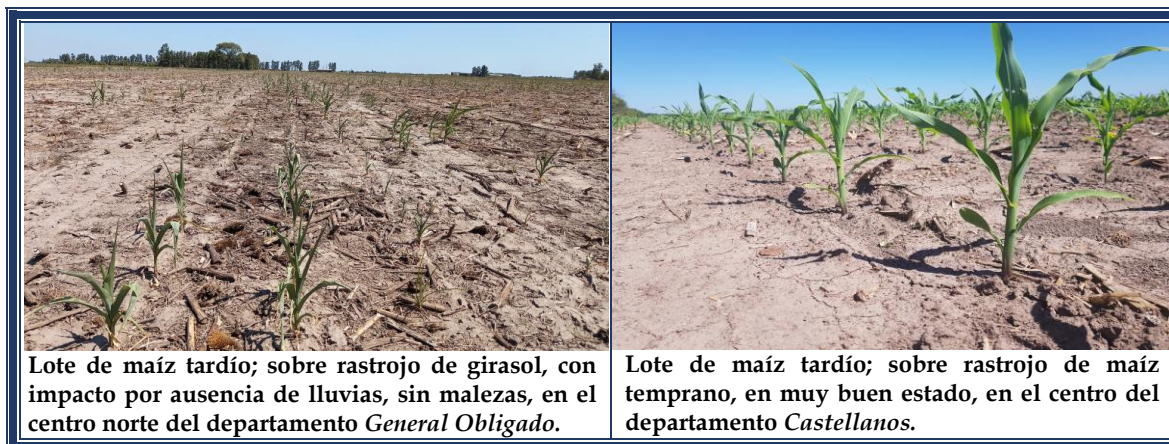 Lote de maíz tardío; sobre rastrojo de girasol, con
impacto por ausencia de lluvias, sin malezas, en el
centro norte del departamento General Obligado.
Lote de maíz tardío; sobre rastrojo de maíz
temprano, en muy buen estado, en el centro del
departamento Castellanos.